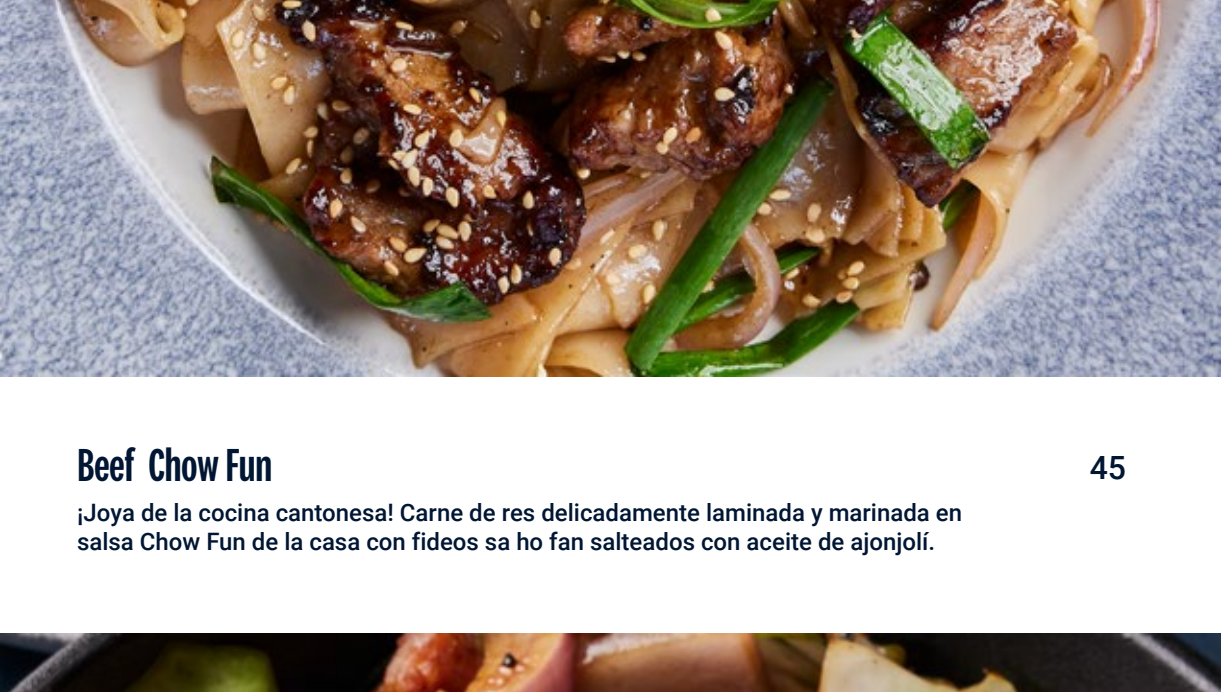 Beef Chow Fun
45
¡Joya de la cocina cantonesa! Carne de res delicadamente laminada y marinada en
salsa Chow Fun de la casa con fideos sa ho fan salteados con aceite de ajonjolí.